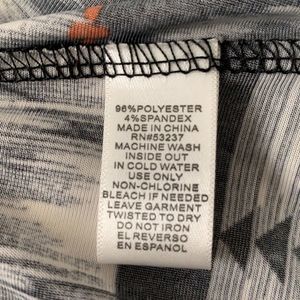 96%POLYESTER
4%SPANDEX
MADE IN CHINA
RN#53237
MACHINE WASH
INSIDE OUT
IN COLD WATER
USE ONLY
NON-CHLORINE
BLEACH IF NEEDED
LEAVE GARMENT
TWISTED TO DRY
DO NOT IRON
EL REVERSO
EN ESPANOL